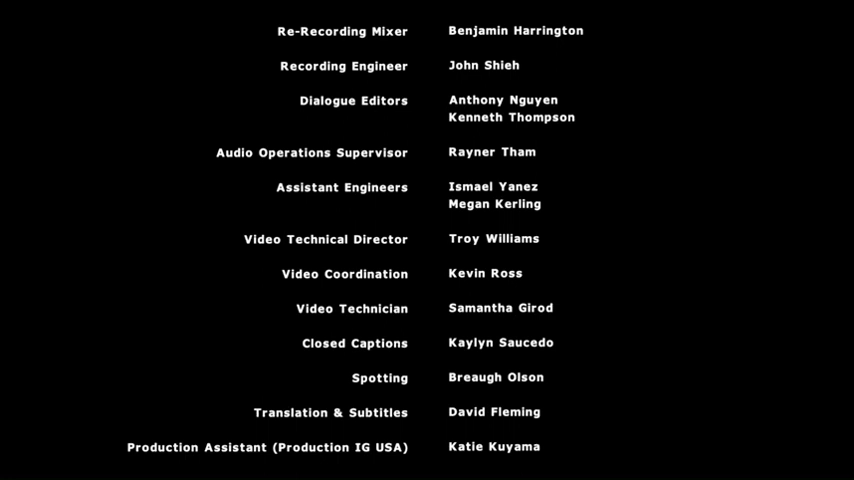 Re-Recording Mixer Benjamin Harrington
Recording Engineer John Shieh
Dialogue Editors Anthony Nguyen
Kenneth Thompson
Audio Operations Supervisor Rayner Tham
Assistant Engineers Ismael Yanez
Megan Kerling
Video Technical Director Troy Williams
Video Coordination Kevin Ross
Video Technician Samantha Girod
Closed Captions Kaylyn Saucedo
Spotting Breaugh Olson
Translation & Subtitles David Fleming
Production Assistant (Production IG USA) Katie Kuyama